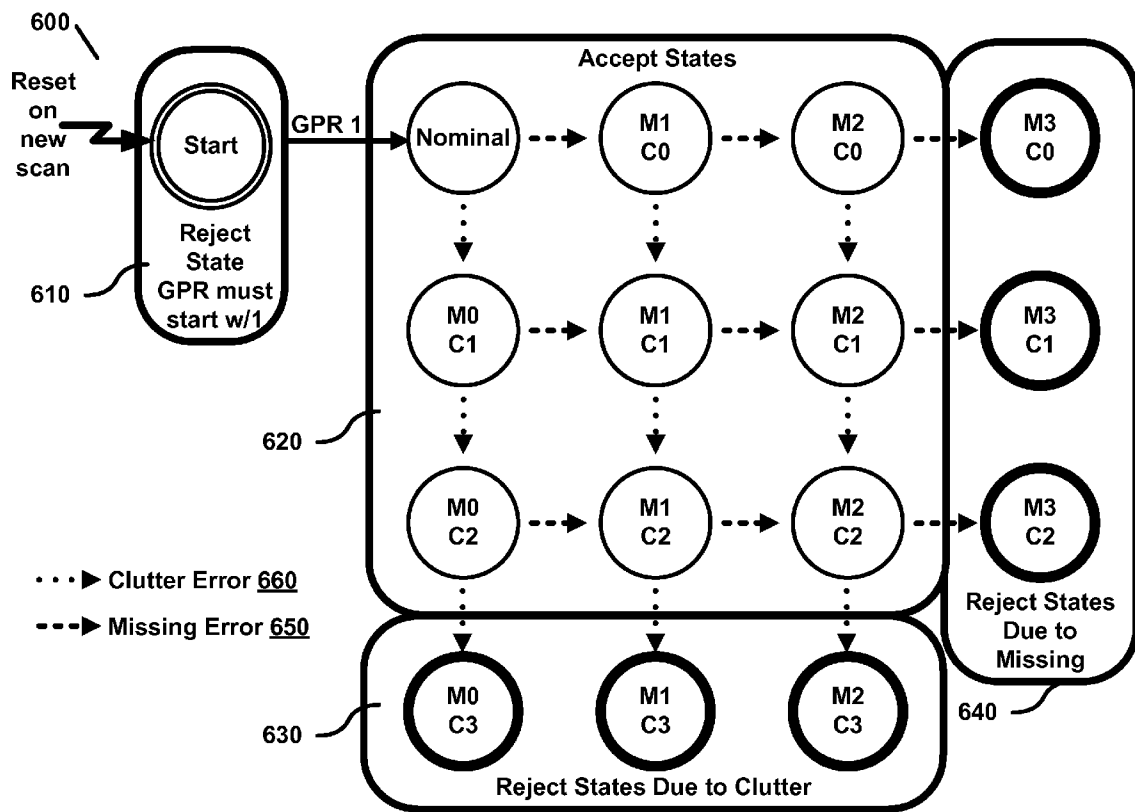 600
Reset
on
new
scan
Start
Reject
State
GPR must
start w/1
610
GPR 1
Accept States
Nominal
M1
C0
M2
C0
M3
C0
M0
C1
M1
C1
M2
C1
M3
C1
620
M0
C2
M1
C2
M2
C2
M3
C2
Clutter Error 660
Missing Error 650
Reject States
Due to
Missing
640
630
M0
C3
M1
C3
M2
C3
Reject States Due to Clutter